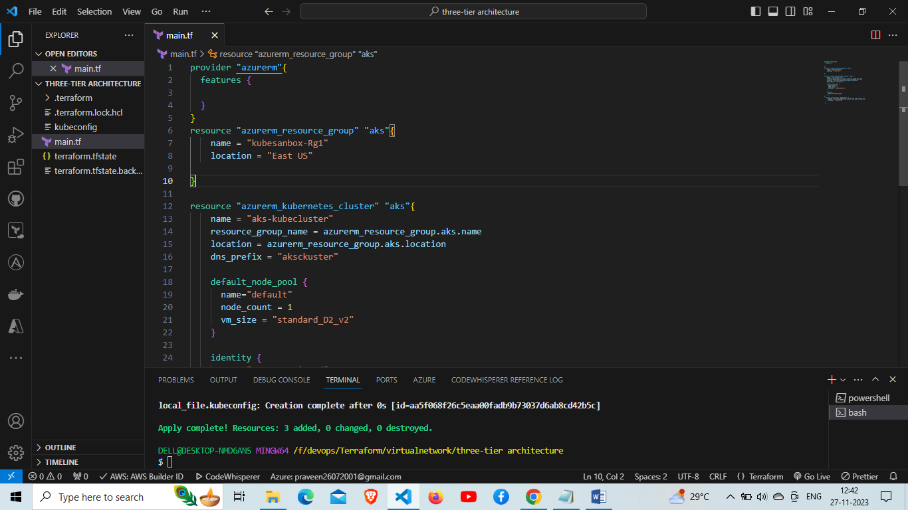 File Edit Selection View Go Run ... three-tier architecture
EXPLORER
OPEN EDITORS
main.tf
THREE-TIER ARCHITECTURE
.terraform
.terraform.lock.hcl
kubeconfig
main.tf
terraform.tfstate
terraform.tfstate.back...
OUTLINE
TIMELINE
main.tf
main.tf > resource "azurerm_resource_group" "aks"
1 provider "azurerm"{
2 features {
3
4 }
5 }
6 resource "azurerm_resource_group" "aks"{
7 name = "kubesanbox-Rg1"
8 location = "East US"
9
10 }
11
12 resource "azurerm_kubernetes_cluster" "aks"{
13 name = "aks-kubecluster"
14 resource_group_name = azurerm_resource_group.aks.name
15 location = azurerm_resource_group.aks.location
16 dns_prefix = "aksckuster"
17
18 default_node_pool {
19 name="default"
20 node_count = 1
21 vm_size = "standard_D2_v2"
22 }
23
24 identity {
PROBLEMS OUTPUT DEBUG CONSOLE TERMINAL PORTS AZURE CODEWHISPERER REFERENCE LOG
powershell
bash
local_file.kubeconfig: Creation complete after 0s [id=aa5f068f26c5eaa00fadb9b73037d6ab8cd42b5c]
Apply complete! Resources: 3 added, 0 changed, 0 destroyed.
DELL@DESKTOP-NMD6AN5 MINGW64 /f/devops/Terraform/virtualnetwork/three-tier architecture
$
0 0 0 AWS: AWS Builder ID CodeWhisperer Azure: praveen26072001@gmail.com Ln 10, Col 2 Spaces: 2 UTF-8 CRLF {} Terraform Go Live Prettier
Type here to search 29°C ENG 12:42
27-11-2023